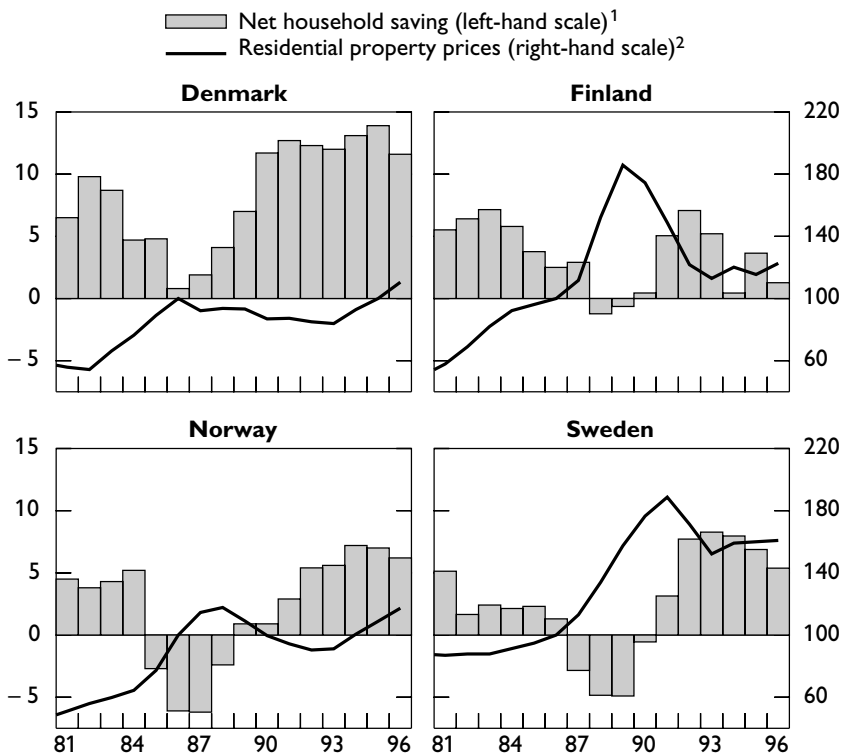 Net household saving (left-hand scale)¹
Residential property prices (right-hand scale)²
Denmark Finland
15 220
10 180
5 140
0 100
– 5 60
Norway Sweden
15 220
10 180
5 140
0 100
– 5 60
81 84 87 90 93 96 81 84 87 90 93 96